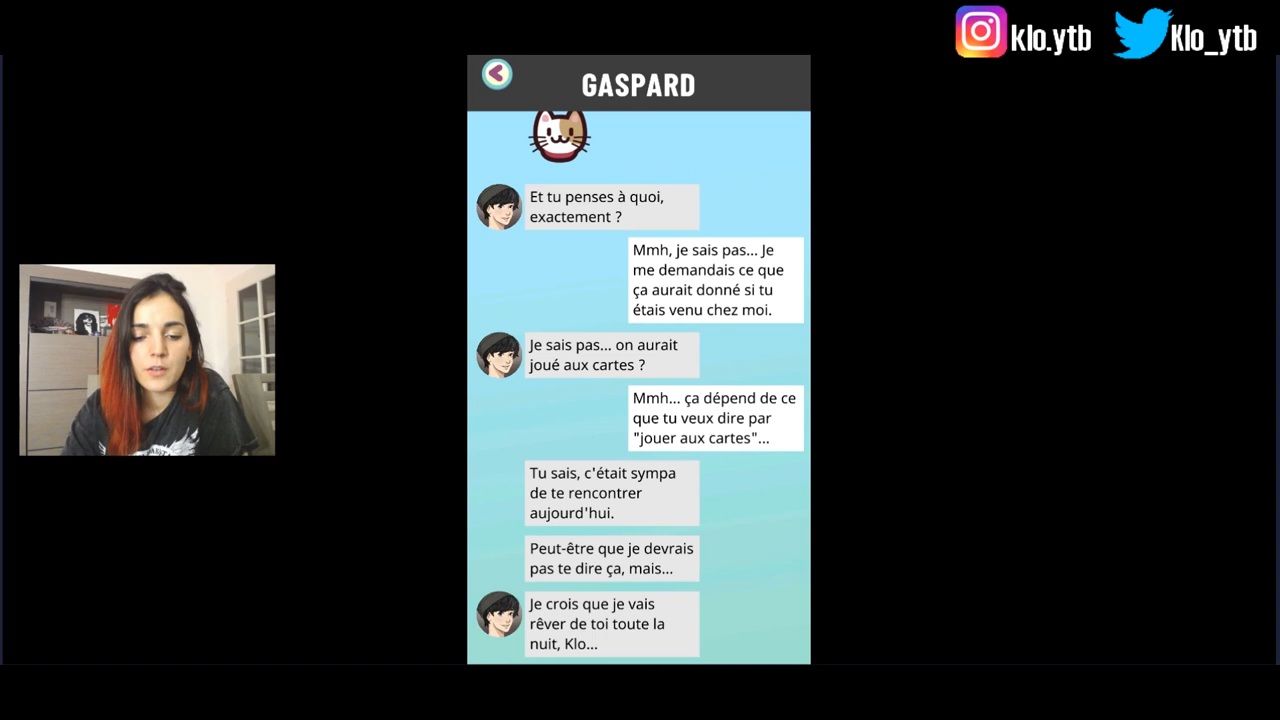 klo.ytb
Klo_ytb
GASPARD
Et tu penses à quoi,
exactement ?
Mmh, je sais pas... Je
me demandais ce que
ça aurait donné si tu
étais venu chez moi.
Je sais pas... on aurait
joué aux cartes ?
Mmh... ça dépend de ce
que tu veux dire par
"jouer aux cartes"...
Tu sais, c'était sympa
de te rencontrer
aujourd'hui.
Peut-être que je devrais
pas te dire ça, mais...
Je crois que je vais
rêver de toi toute la
nuit, Klo...